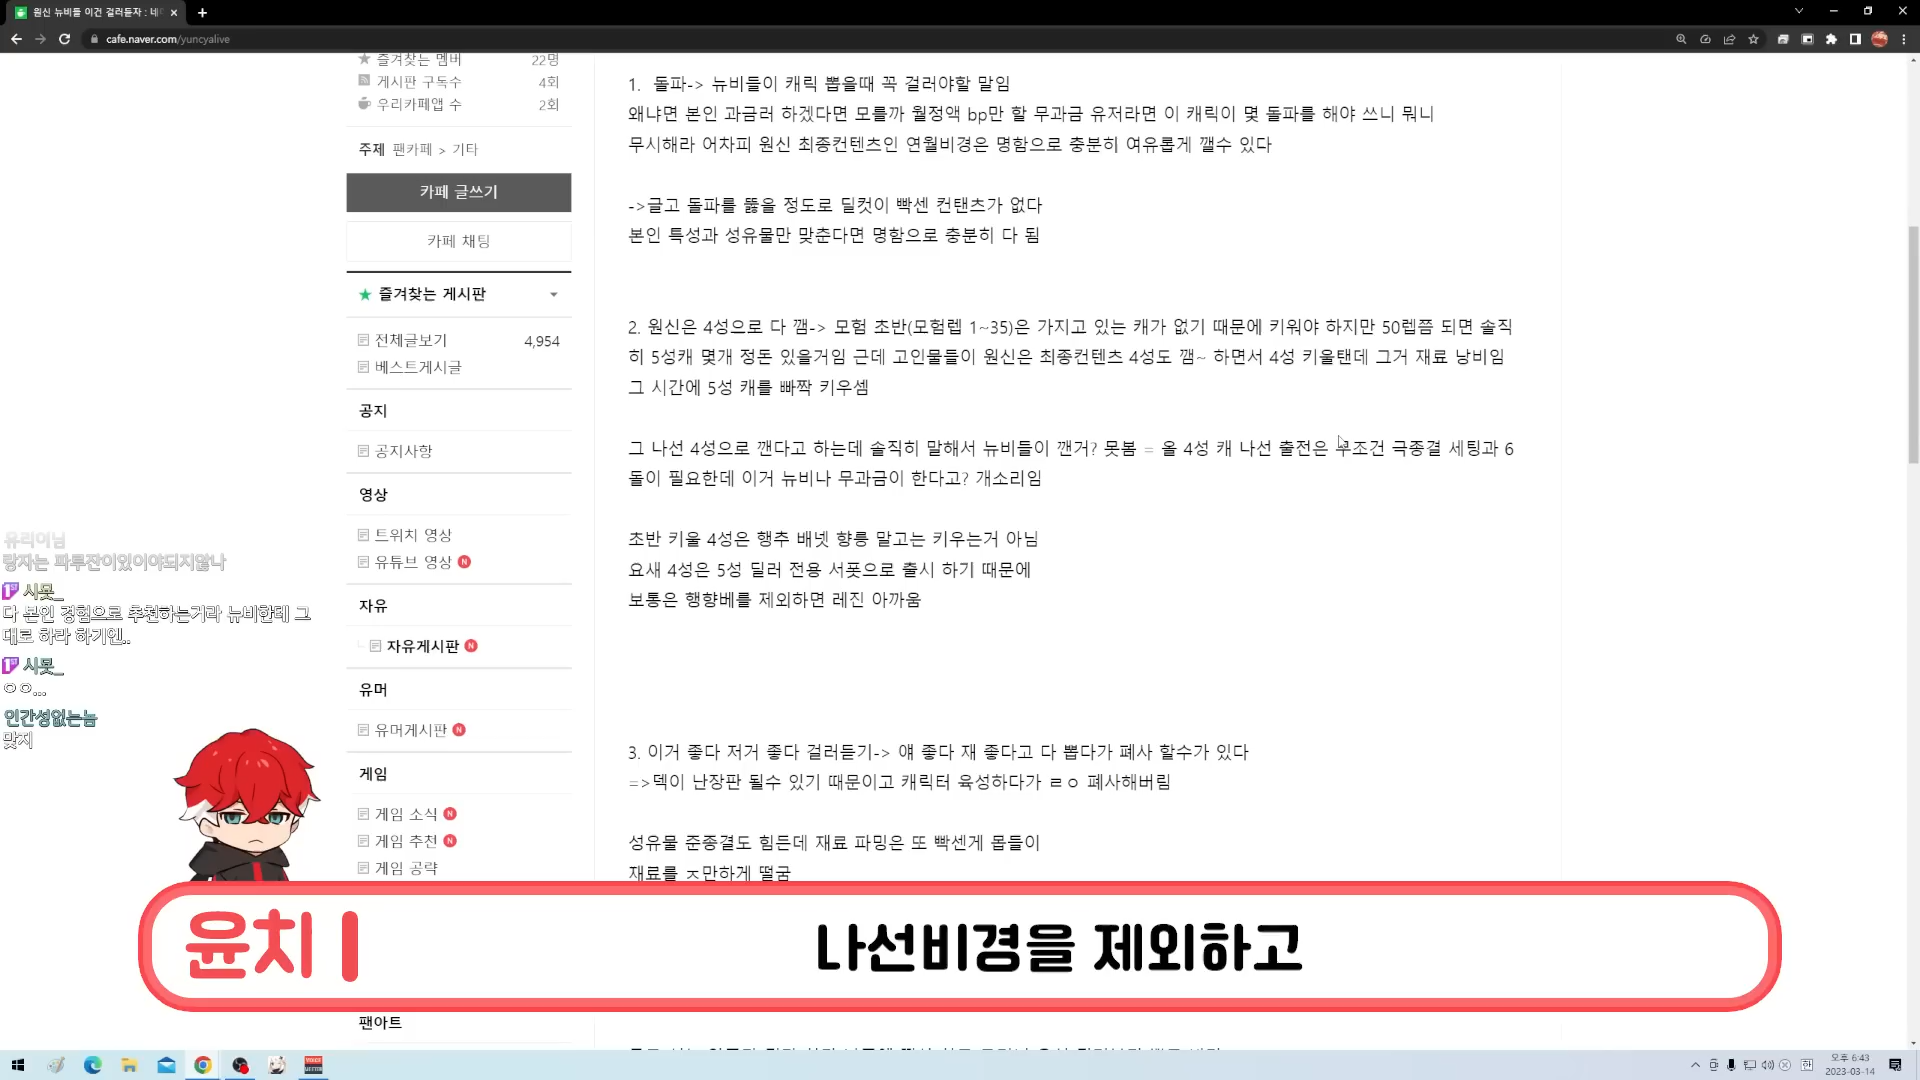 원신 뉴비들 이건 걸러듣자 : 네이
cafe.naver.com/yuncyalive
즐겨찾는 멤버 22명
게시판 구독수 4회
우리카페앱 수 2회
주제 팬카페 > 기타
카페 글쓰기
카페 채팅
즐겨찾는 게시판
전체글보기 4,954
베스트게시글
공지
공지사항
영상
트위치 영상
유튜브 영상 N
자유
자유게시판 N
유머
유머게시판 N
게임
게임 소식 N
게임 추천 N
게임 공략
팬아트
1. 돌파-> 뉴비들이 캐릭 뽑을때 꼭 걸러야할 말임
왜냐면 본인 과금러 하겠다면 모를까 월정액 bp만 할 무과금 유저라면 이 캐릭이 몇 돌파를 해야 쓰니 뭐니
무시해라 어차피 원신 최종컨텐츠인 연월비경은 명함으로 충분히 여유롭게 깰수 있다
->글고 돌파를 뚫을 정도로 딜컷이 빡센 컨탠츠가 없다
본인 특성과 성유물만 맞춘다면 명함으로 충분히 다 됨
2. 원신은 4성으로 다 깸-> 모험 초반(모험렙 1~35)은 가지고 있는 캐가 없기 때문에 키워야 하지만 50렙쯤 되면 솔직
히 5성캐 몇개 정돈 있을거임 근데 고인물들이 원신은 최종컨텐츠 4성도 깸~ 하면서 4성 키울탠데 그거 재료 낭비임
그 시간에 5성 캐를 빠짝 키우셈
그 나선 4성으로 깬다고 하는데 솔직히 말해서 뉴비들이 깬거? 못봄 = 올 4성 캐 나선 출전은 무조건 극종결 세팅과 6
돌이 필요한데 이거 뉴비나 무과금이 한다고? 개소리임
초반 키울 4성은 행추 배넷 향릉 말고는 키우는거 아님
요새 4성은 5성 딜러 전용 서폿으로 출시 하기 때문에
보통은 행향베를 제외하면 레진 아까움
3. 이거 좋다 저거 좋다 걸러듣기-> 얘 좋다 재 좋다고 다 뽑다가 폐사 할수가 있다
=>덱이 난장판 될수 있기 때문이고 캐릭터 육성하다가 ㄹㅇ 폐사해버림
성유물 준종결도 힘든데 재료 파밍은 또 빡센게 몹들이
재료를 ㅈ만하게 떨굼
유리어님
랑자는 파루잔이있어야되지않나
시못_
다 본인 경험으로 추천하는거라 뉴비한테 그
대로 하라 하기엔..
시못_
ㅇㅇ...
인간성없는놈
맞지
윤치 | 나선비경을 제외하고
오후 6:43
2023-03-14